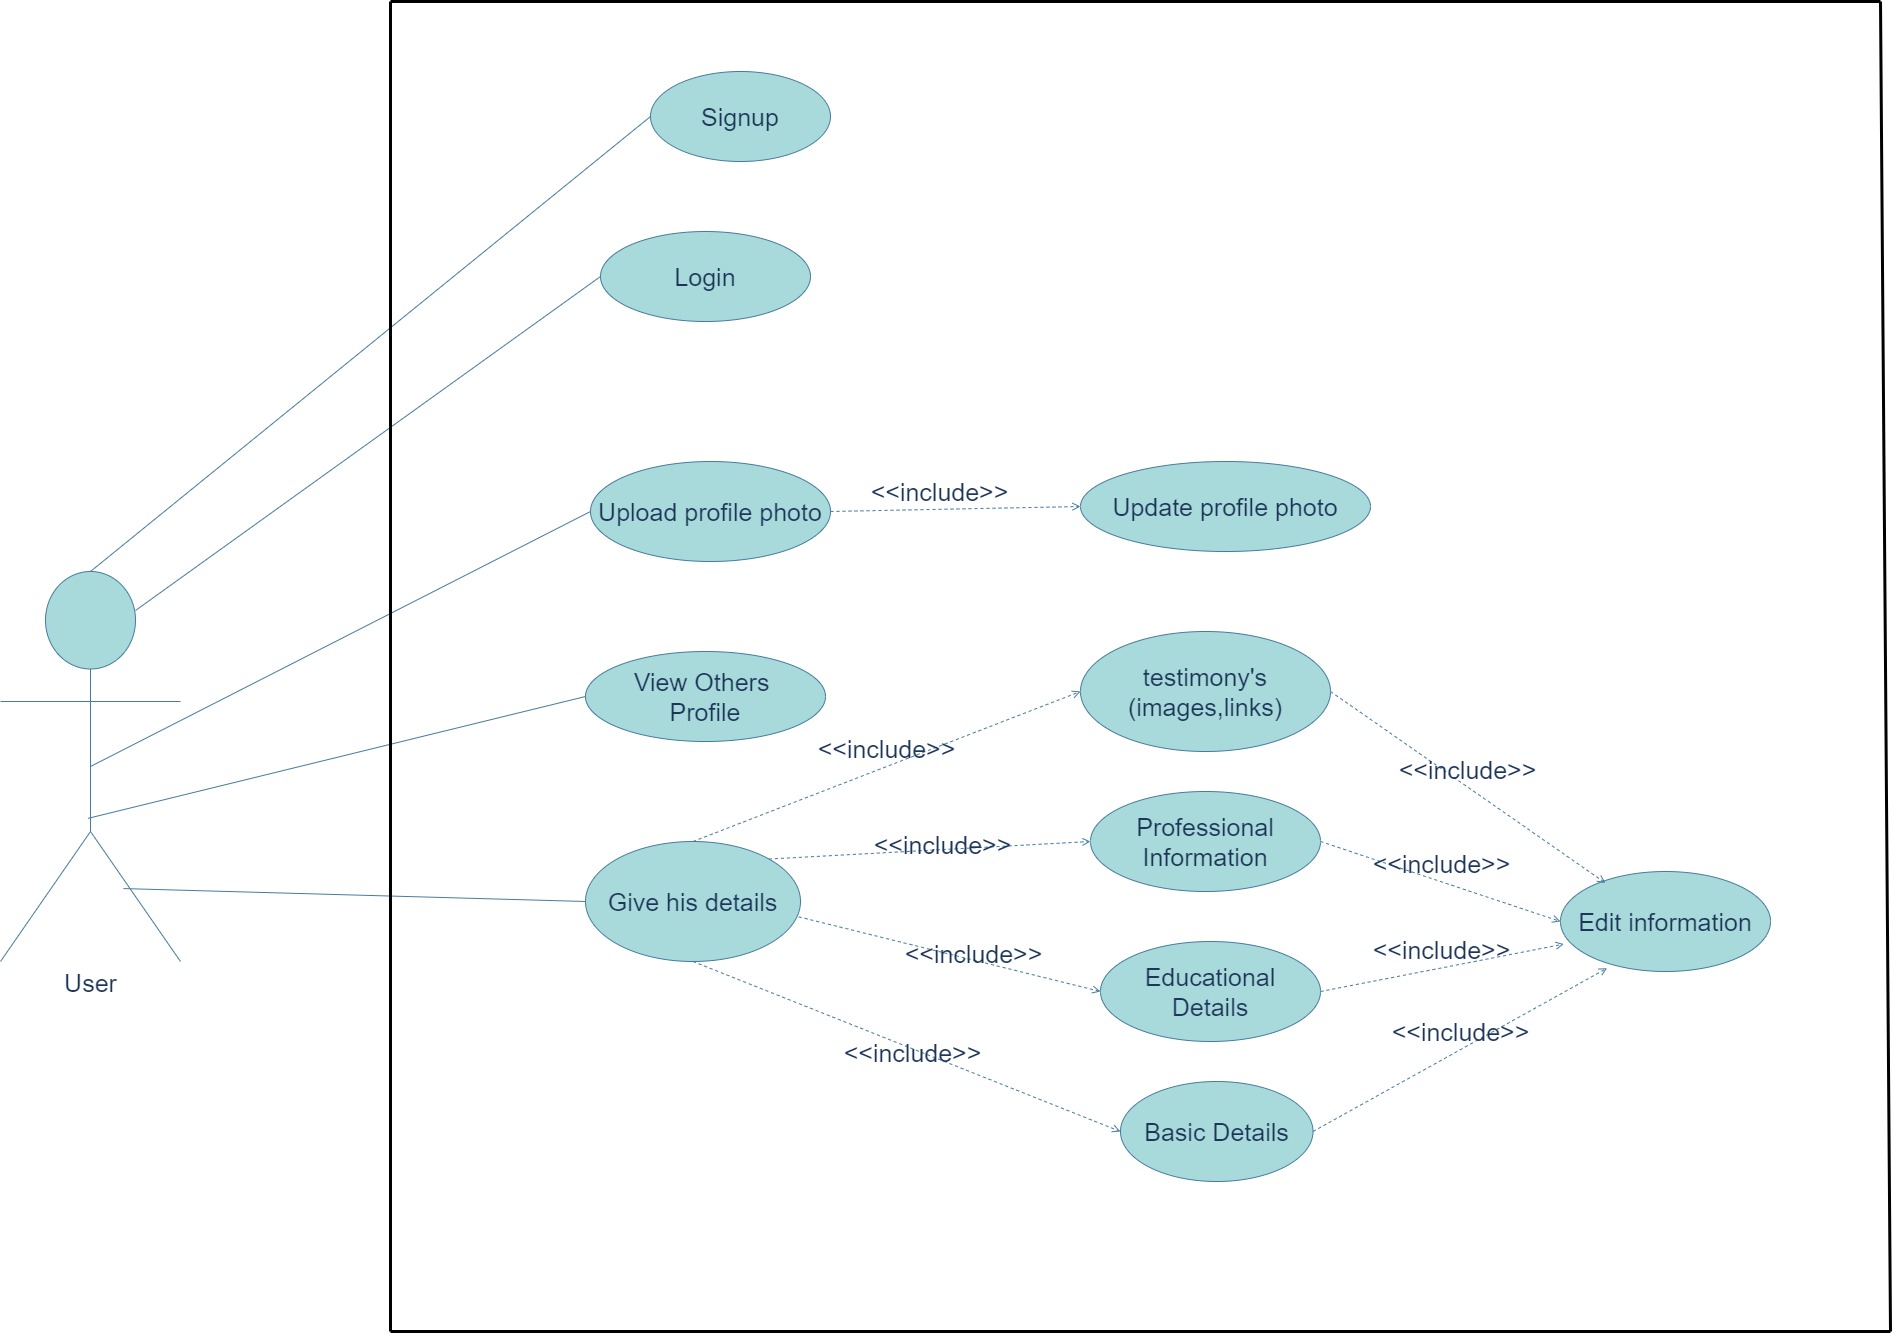 Signup
Login
Upload profile photo
<<include>>
Update profile photo
View Others
Profile
testimony's
(images,links)
<<include>>
<<include>>
<<include>>
Professional
Information
<<include>>
Give his details
Edit information
<<include>>
Educational
Details
<<include>>
User
<<include>>
<<include>>
Basic Details